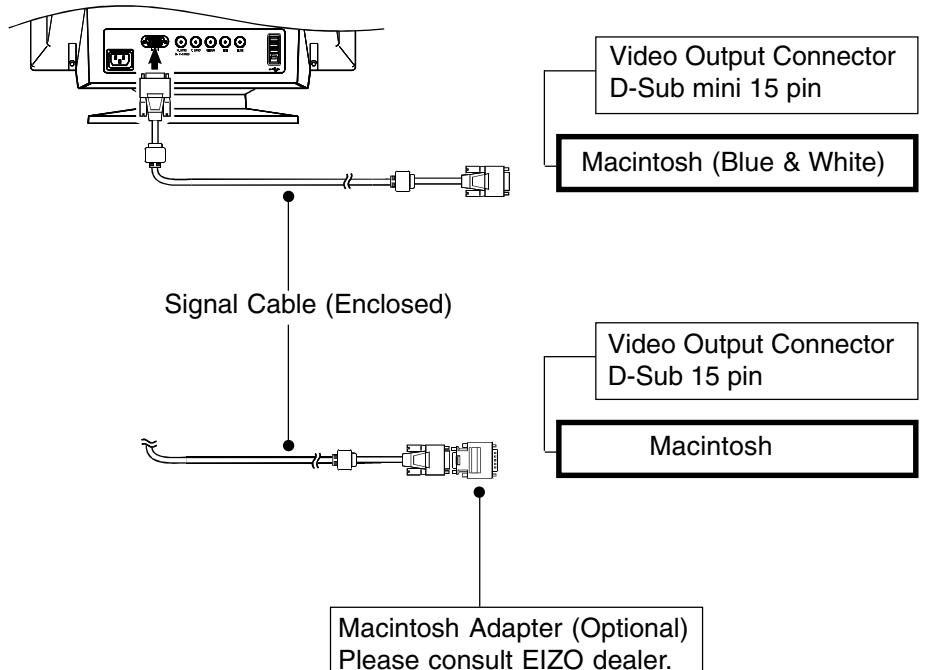 Video Output Connector
D-Sub mini 15 pin
Macintosh (Blue & White)
Signal Cable (Enclosed)
Video Output Connector
D-Sub 15 pin
Macintosh
Macintosh Adapter (Optional)
Please consult EIZO dealer.